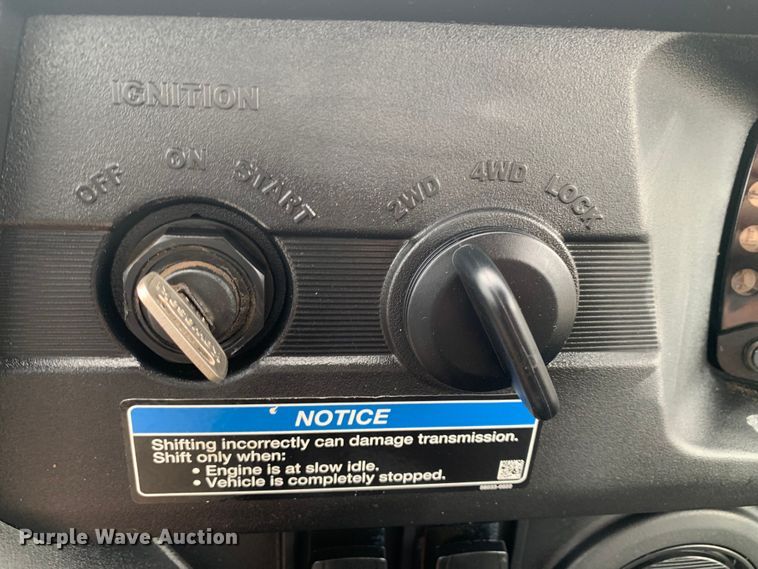 IGNITION
OFF ON START
2WD 4WD LOCK
NOTICE
Shifting incorrectly can damage transmission.
Shift only when:
• Engine is at slow idle.
• Vehicle is completely stopped.
Purple Wave Auction